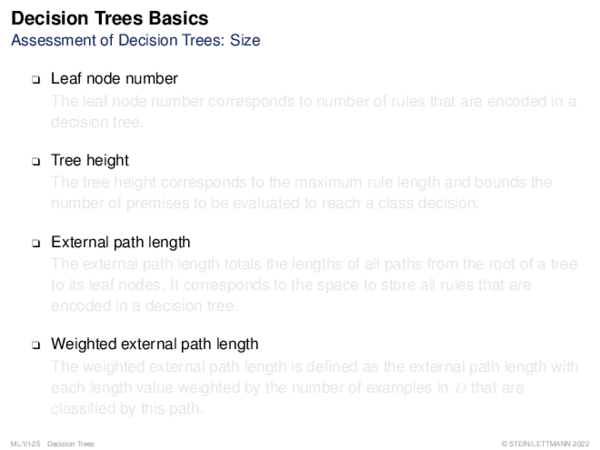 Decision Trees Basics
Assessment of Decision Trees: Size
❑ Leaf node number
The leaf node number corresponds to number of rules that are encoded in a
decision tree.
❑ Tree height
The tree height corresponds to the maximum rule length and bounds the
number of premises to be evaluated to reach a class decision.
❑ External path length
The external path length totals the lengths of all paths from the root of a tree
to its leaf nodes. It corresponds to the space to store all rules that are
encoded in a decision tree.
❑ Weighted external path length
The weighted external path length is defined as the external path length with
each length value weighted by the number of examples in D that are
classified by this path.
ML:VI-25 Decision Trees © STEIN/LETTMANN 2022